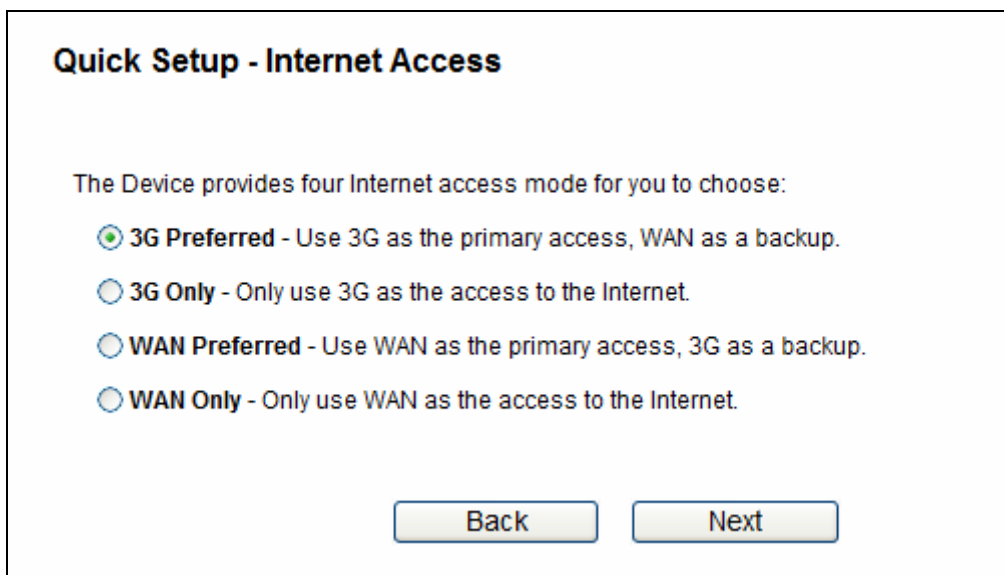 Quick Setup - Internet Access
The Device provides four Internet access mode for you to choose:
3G Preferred - Use 3G as the primary access, WAN as a backup.
3G Only - Only use 3G as the access to the Internet.
WAN Preferred - Use WAN as the primary access, 3G as a backup.
WAN Only - Only use WAN as the access to the Internet.
Back Next